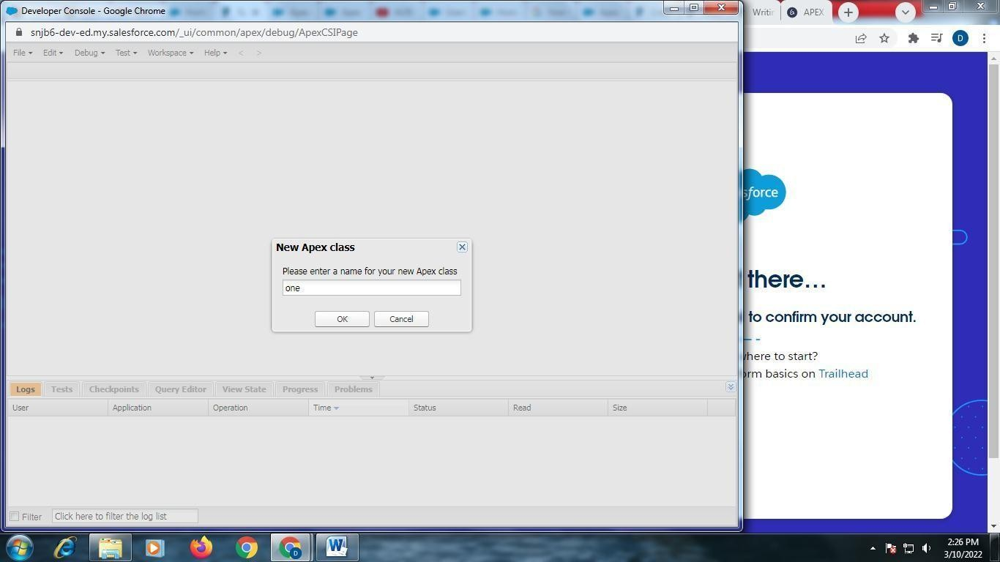 Developer Console - Google Chrome
snjb6-dev-ed.my.salesforce.com/_ui/common/apex/debug/ApexCSIPage
File Edit Debug Test Workspace Help < >
New Apex class
Please enter a name for your new Apex class
one
OK Cancel
Logs Tests Checkpoints Query Editor View State Progress Problems
User Application Operation Time Status Read Size
Filter Click here to filter the log list
Writin APEX
D
sforce
there...
to confirm your account.
where to start?
orm basics on Trailhead
D
W
2:26 PM
3/10/2022